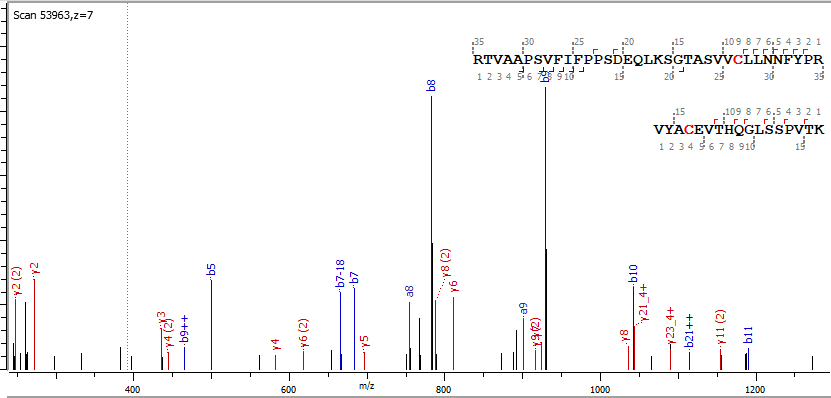 Scan 53963,z=7
35 30 25 20 15 10 9 8 7 6 5 4 3 2 1
RTVAAPSVFIFPPSDEQLKSGTASVVCLLNNFYPR
1 2 3 4 5 6 7 8 9 10 15 20 25 30 35
15 10 9 8 7 6 5 4 3 2 1
VYACEVTHQGLSSPVTK
1 2 3 4 5 6 7 8 9 10 15
y2 (2)
y2
y3
y4 (2)
b9++
b5
y4
y6 (2)
b7-18
b7
y5
a8
b8
y8 (2)
y6
a9
y8
b10
y21_4+
y23_4+
b21++
y11 (2)
b11
400 600 800 1000 1200
m/z